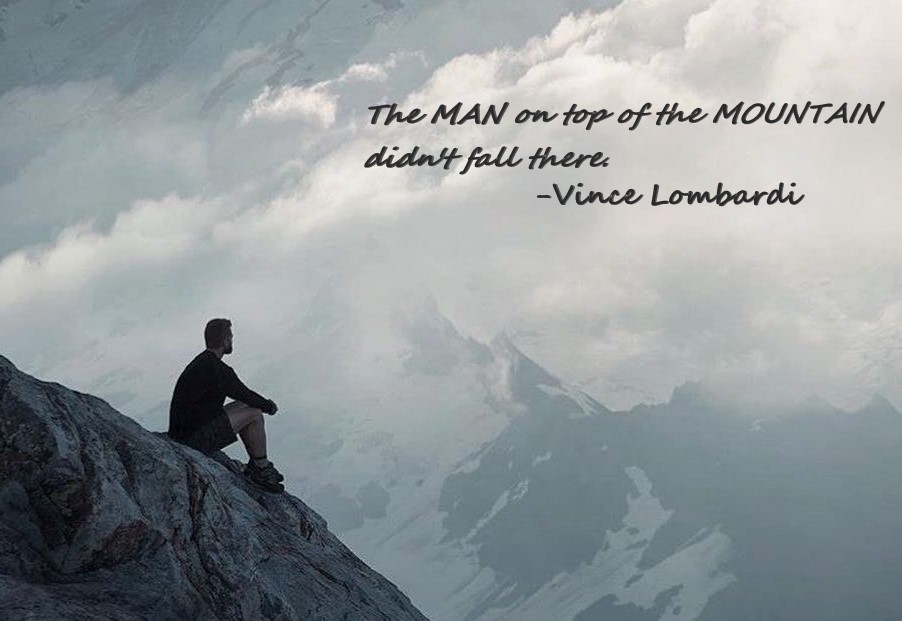 The MAN on top of the MOUNTAIN
didn't fall there.
-Vince Lombardi